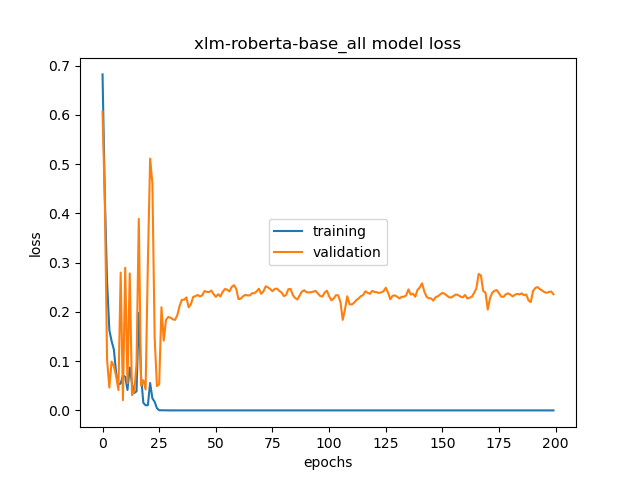 xlm-roberta-base_all model loss
0.7
0.6
0.5
0.4
0.3
0.2
0.1
0.0
loss
training
validation
0 25 50 75 100 125 150 175 200
epochs